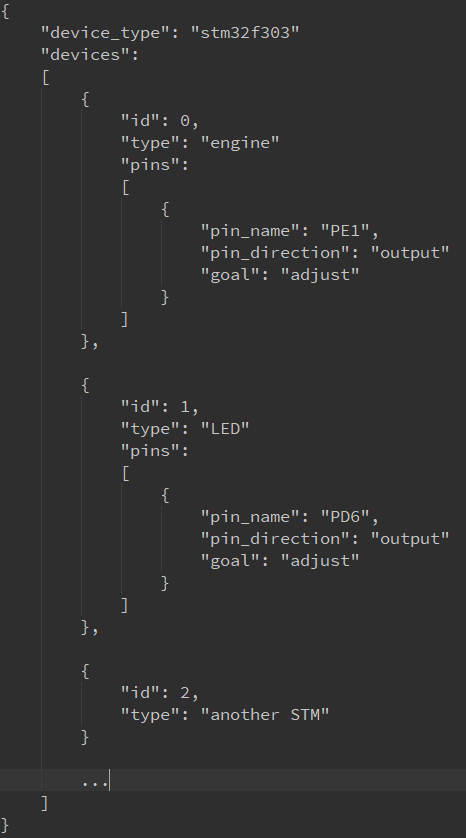 {
    "device_type": "stm32f303"
    "devices":
    [
        {
            "id": 0,
            "type": "engine"
            "pins":
            [
                {
                    "pin_name": "PE1",
                    "pin_direction": "output"
                    "goal": "adjust"
                }
            ]
        },
        {
            "id": 1,
            "type": "LED"
            "pins":
            [
                {
                    "pin_name": "PD6",
                    "pin_direction": "output"
                    "goal": "adjust"
                }
            ]
        },
        {
            "id": 2,
            "type": "another STM"
        }
        ...
    ]
}